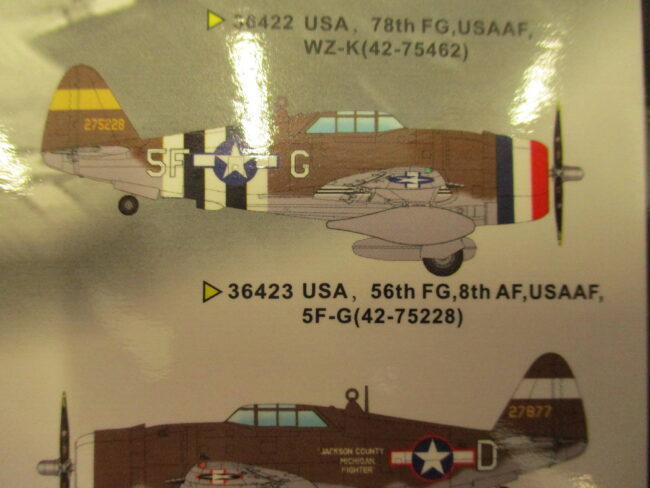 36422 USA, 78th FG,USAAF,
WZ-K(42-75462)
275228
5F G
36423 USA, 56th FG,8th AF,USAAF,
5F-G(42-75228)
27877
"JACKSON COUNTY
MICHIGAN
FIGHTER"
D